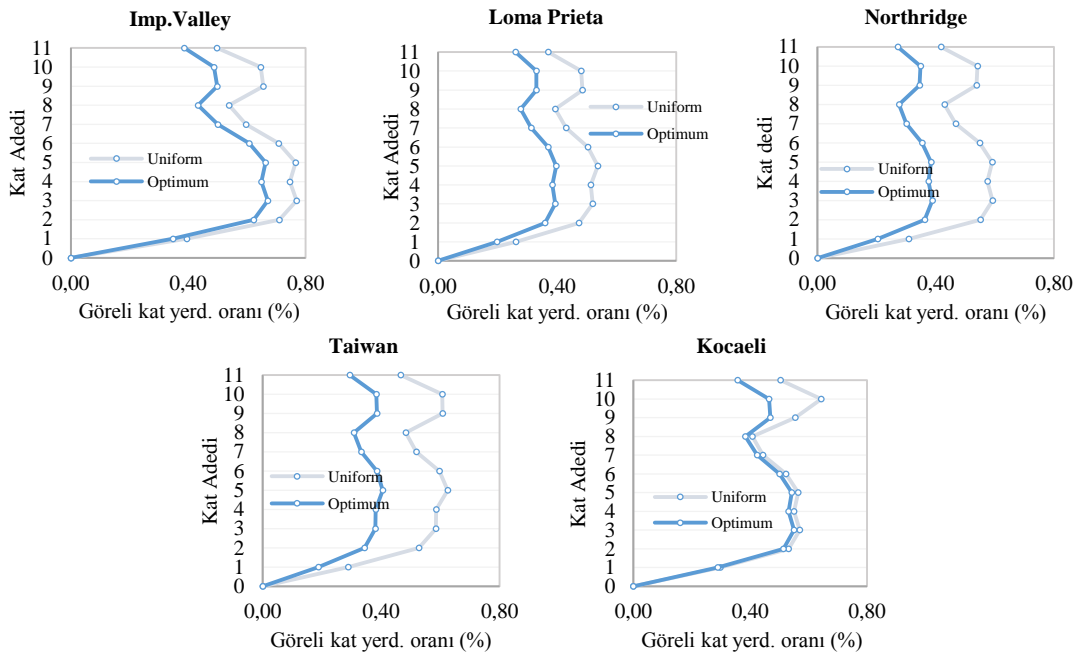 Imp.Valley
Kat Adedi
11
10
9
8
7
6
5
4
3
2
1
0
Uniform
Optimum
0,00 0,40 0,80
Göreli kat yerd. oranı (%)
Loma Prieta
Kat Adedi
11
10
9
8
7
6
5
4
3
2
1
0
Uniform
Optimum
0,00 0,40 0,80
Göreli kat yerd. oranı (%)
Northridge
Kat dedi
11
10
9
8
7
6
5
4
3
2
1
0
Uniform
Optimum
0,00 0,40 0,80
Göreli kat yerd. oranı (%)
Taiwan
Kat Adedi
11
10
9
8
7
6
5
4
3
2
1
0
Uniform
Optimum
0,00 0,40 0,80
Göreli kat yerd. oranı (%)
Kocaeli
Kat Adedi
11
10
9
8
7
6
5
4
3
2
1
0
Uniform
Optimum
0,00 0,40 0,80
Göreli kat yerd. oranı (%)